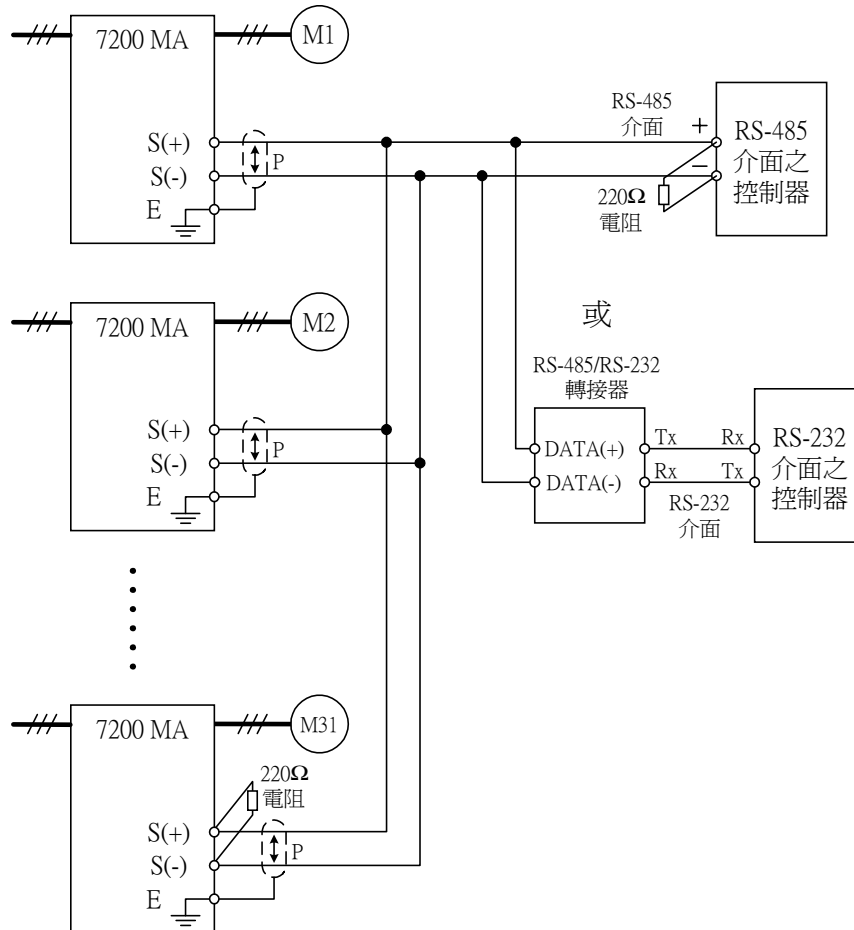 7200 MA
M1
S(+)
S(-)
E
P
RS-485
介面
+
−
RS-485
介面之
控制器
220Ω
電阻
7200 MA
M2
S(+)
S(-)
E
P
或
RS-485/RS-232
轉接器
DATA(+)
DATA(-)
Tx
Rx
Rx
Tx
RS-232
介面
RS-232
介面之
控制器
7200 MA
M31
220Ω
電阻
S(+)
S(-)
E
P